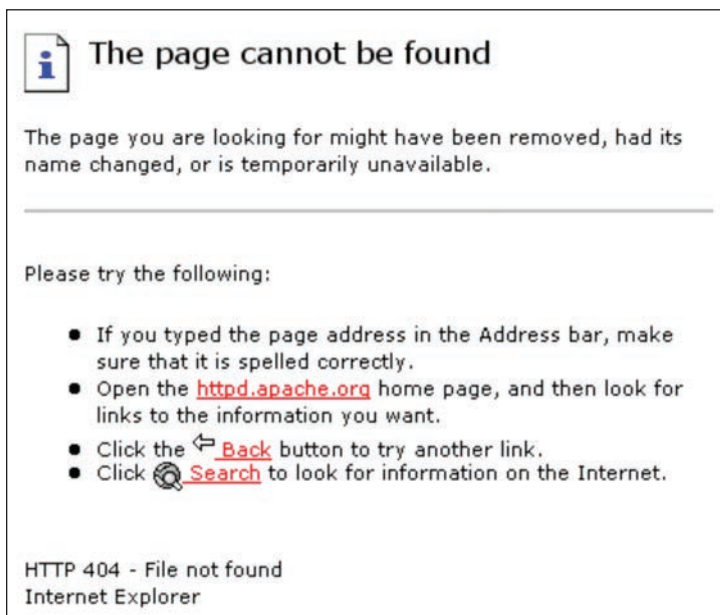 i The page cannot be found
The page you are looking for might have been removed, had its
name changed, or is temporarily unavailable.
Please try the following:
● If you typed the page address in the Address bar, make
sure that it is spelled correctly.
● Open the httpd.apache.org home page, and then look for
links to the information you want.
● Click the Back button to try another link.
● Click Search to look for information on the Internet.
HTTP 404 - File not found
Internet Explorer